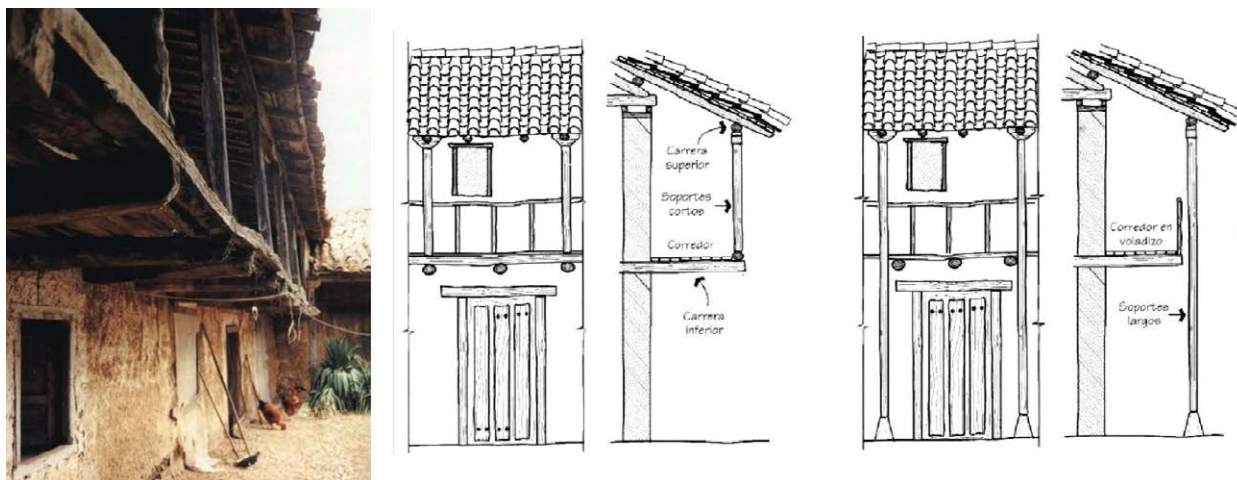 Carrera
superior
Soportes
cortos
Corredor
Carrera
inferior
Corredor en
voladizo
Soportes
largos